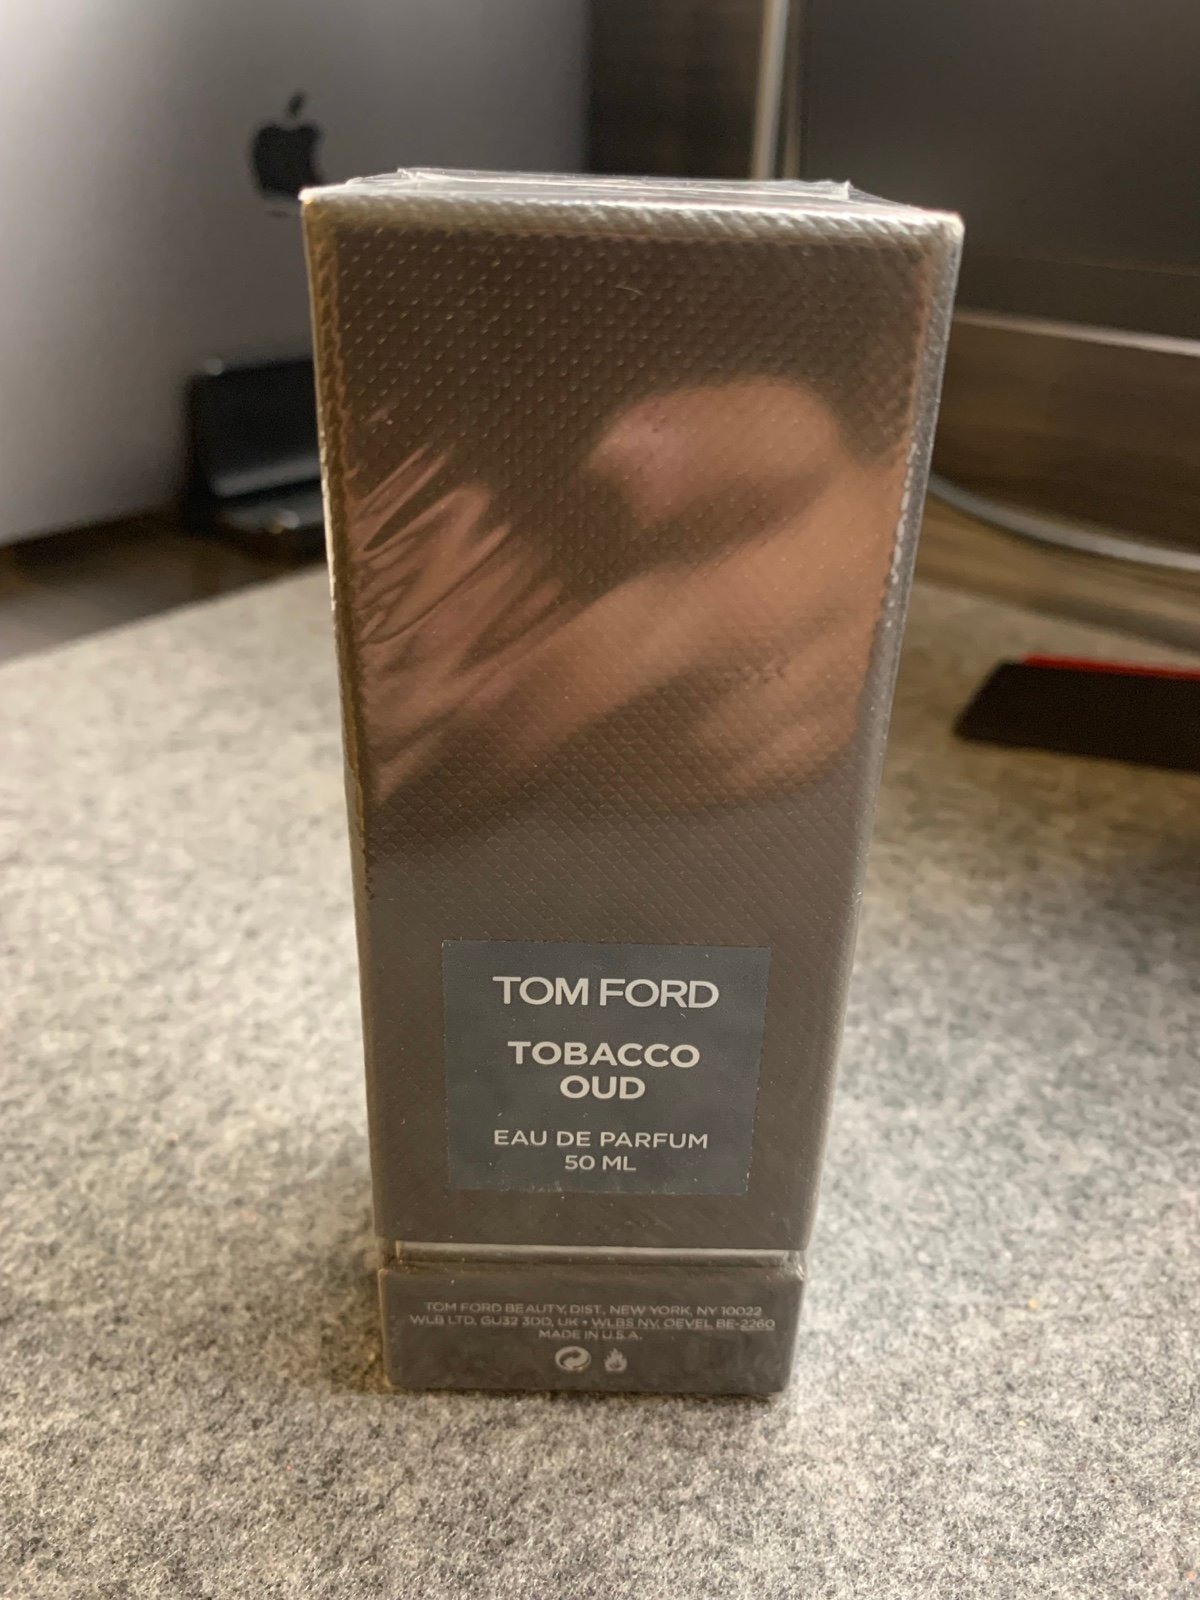 TOM FORD
TOBACCO
OUD
EAU DE PARFUM
50 ML
TOM FORD BEAUTY, DIST., NEW YORK, NY 10022
WLB LTD, GU32 3DD, UK • WLBS NV, OEVEL BE-2260
MADE IN U.S.A.